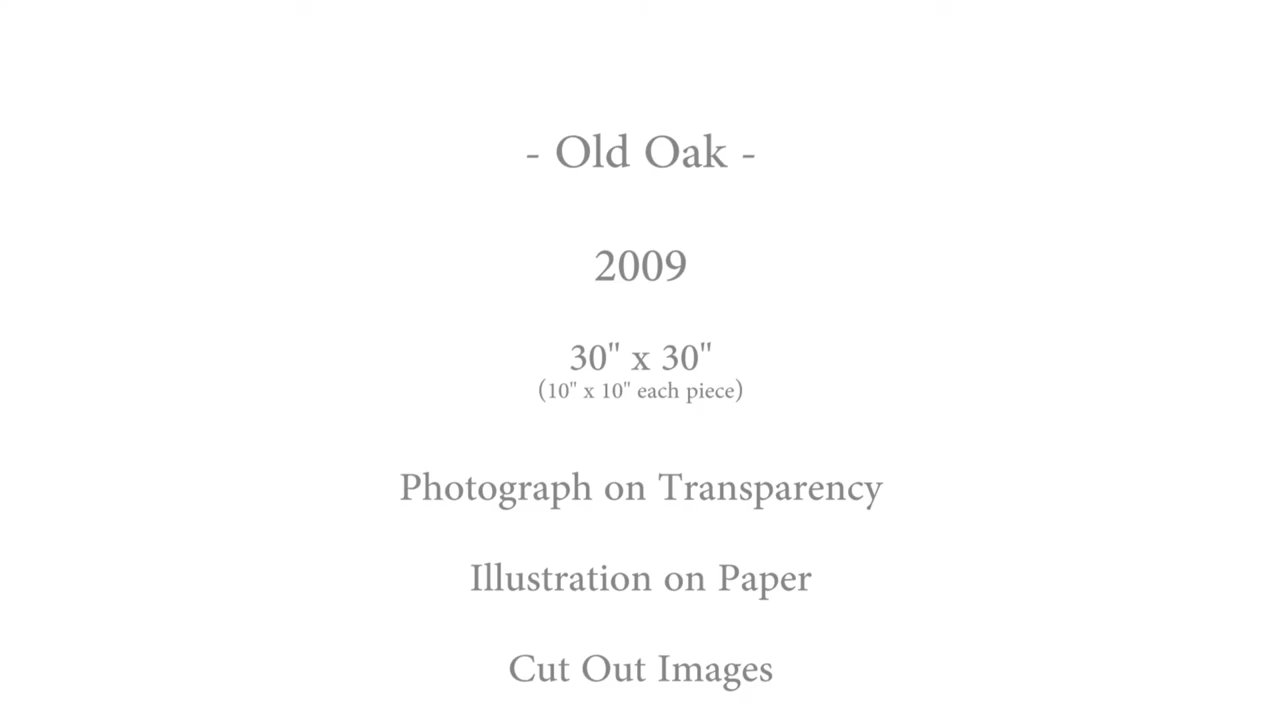 - Old Oak -
2009
30" x 30"
(10" x 10" each piece)
Photograph on Transparency
Illustration on Paper
Cut Out Images